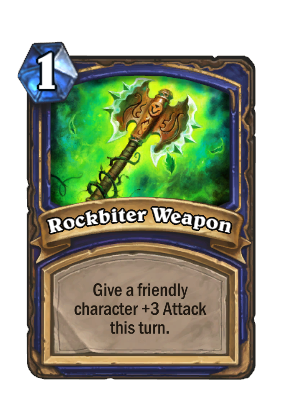 1
Rockbiter Weapon
Give a friendly
character +3 Attack
this turn.